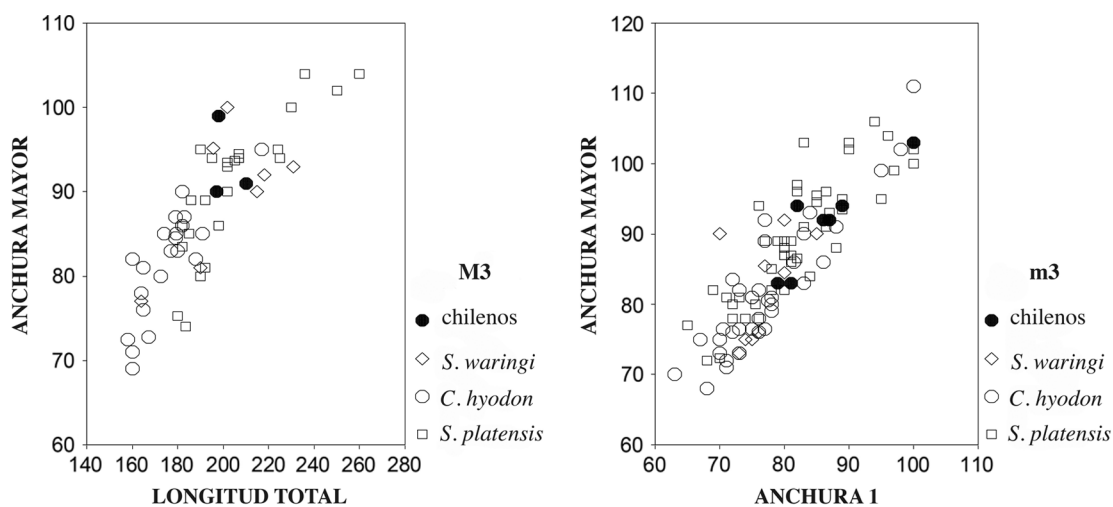 110
100
90
80
70
60
ANCHURA MAYOR
140 160 180 200 220 240 260 280
LONGITUD TOTAL
M3
chilenos
S. waringi
C. hyodon
S. platensis
120
110
100
90
80
70
60
ANCHURA MAYOR
60 70 80 90 100 110
ANCHURA 1
m3
chilenos
S. waringi
C. hyodon
S. platensis